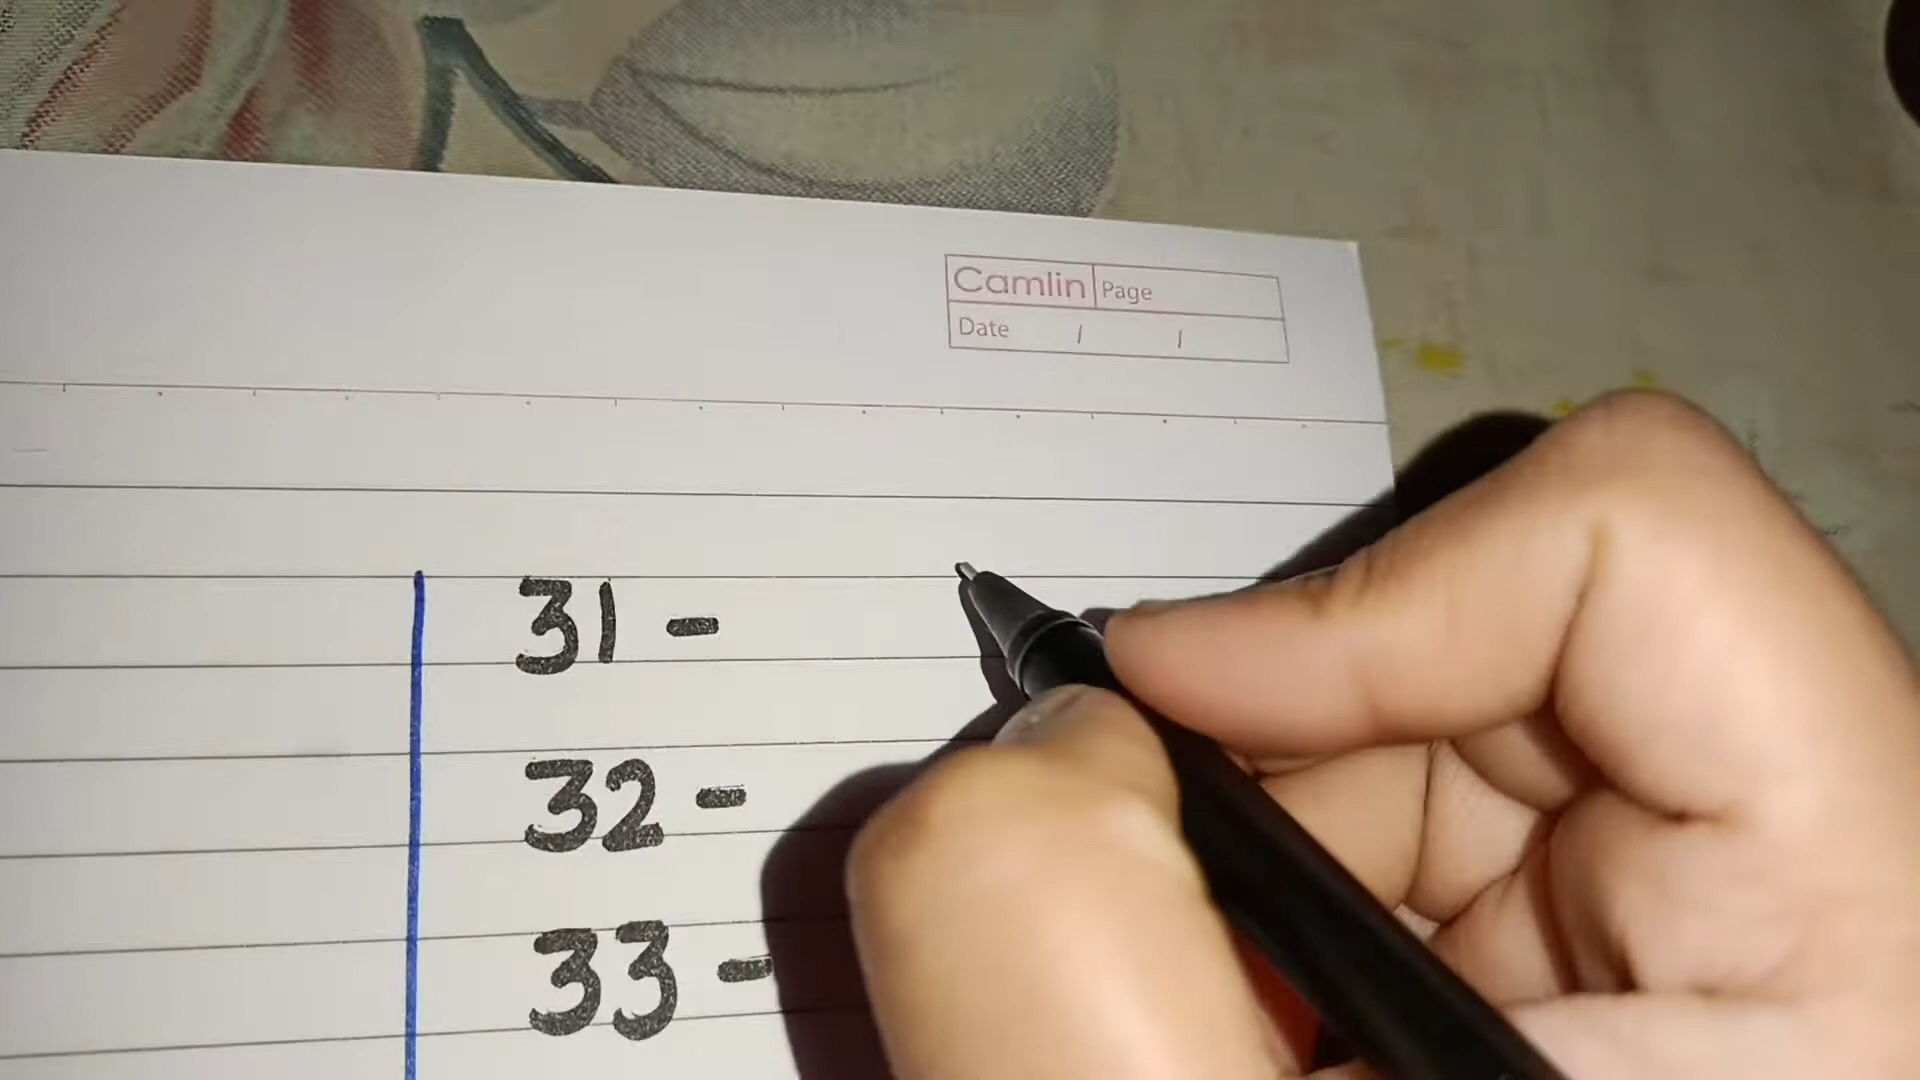 Camlin Page
Date / /
31 -
32 -
33 -